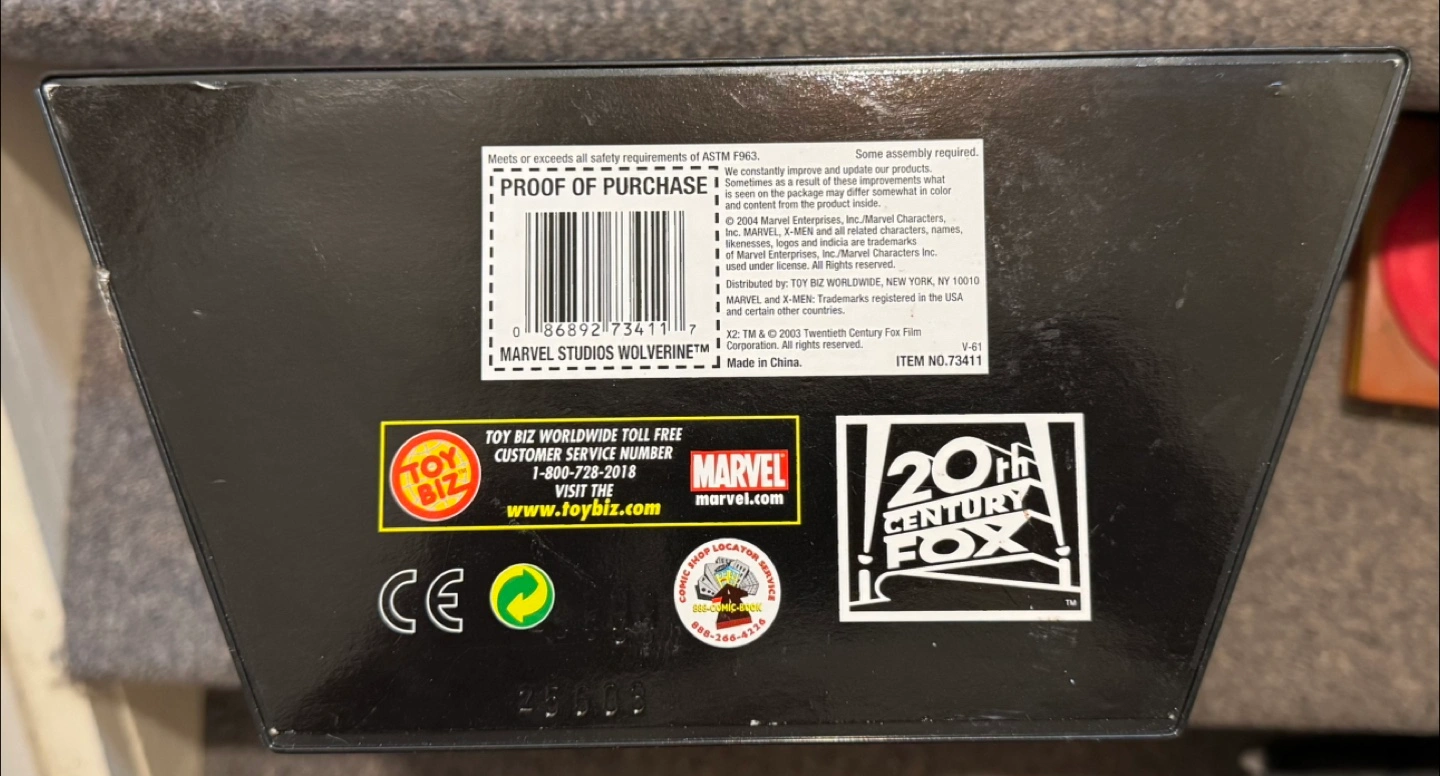 Meets or exceeds all safety requirements of ASTM F963.
Some assembly required.
PROOF OF PURCHASE
0 86892 73411 7
MARVEL STUDIOS WOLVERINE™
We constantly improve and update our products.
Sometimes as a result of these improvements what
is seen on the package may differ somewhat in color
and content from the product inside.
© 2004 Marvel Enterprises, Inc./Marvel Characters,
Inc. MARVEL, X-MEN and all related characters, names,
likenesses, logos and indicia are trademarks
of Marvel Enterprises, Inc./Marvel Characters Inc.
used under license. All Rights reserved.
Distributed by: TOY BIZ WORLDWIDE, NEW YORK, NY 10010
MARVEL and X-MEN: Trademarks registered in the USA
and certain other countries.
X2: TM & © 2003 Twentieth Century Fox Film
Corporation. All rights reserved.
V-61
Made in China.
ITEM NO.73411
TOY
BIZ
TOY BIZ WORLDWIDE TOLL FREE
CUSTOMER SERVICE NUMBER
1-800-728-2018
VISIT THE
www.toybiz.com
MARVEL
marvel.com
20th
CENTURY
FOX
TM
CE
COMIC SHOP LOCATOR SERVICE
888-COMIC-BOOK
888-266-4226
25603